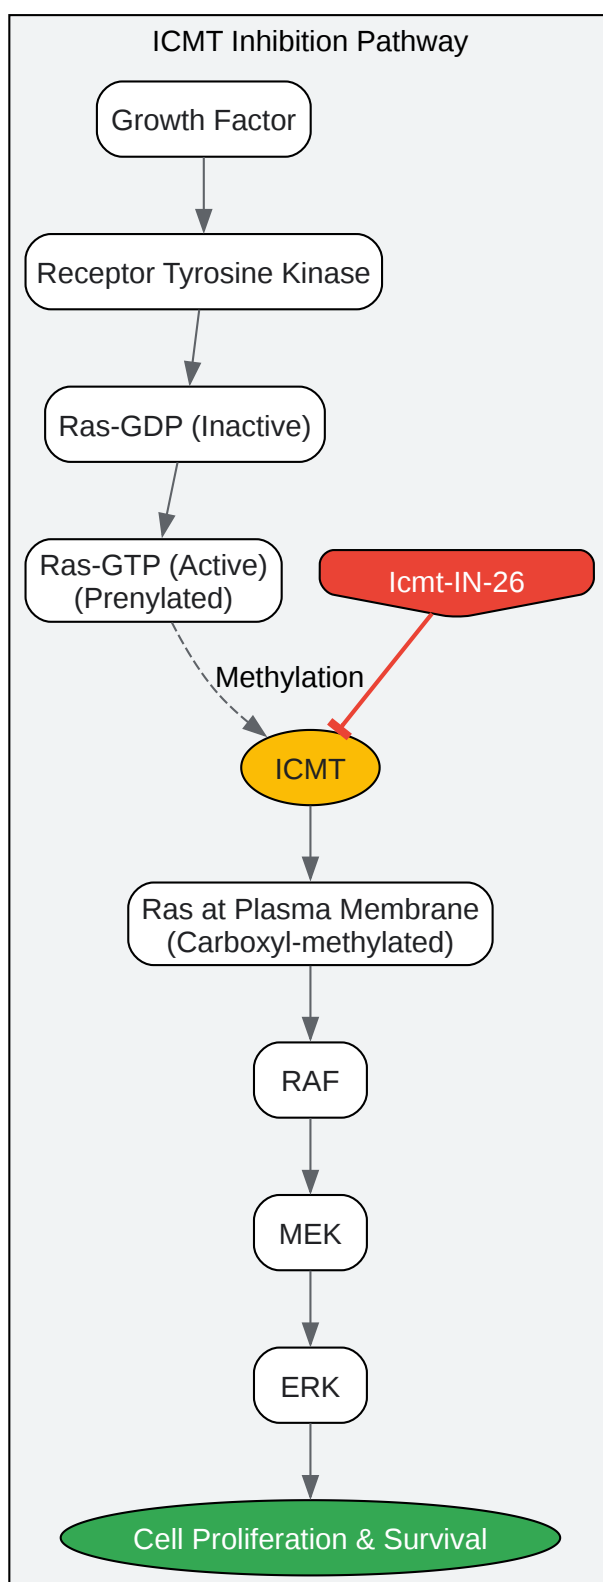 ICMT Inhibition Pathway
Growth Factor
Receptor Tyrosine Kinase
Ras-GDP (Inactive)
Ras-GTP (Active)
(Prenylated)
Icmt-IN-26
Methylation
ICMT
Ras at Plasma Membrane
(Carboxyl-methylated)
RAF
MEK
ERK
Cell Proliferation & Survival